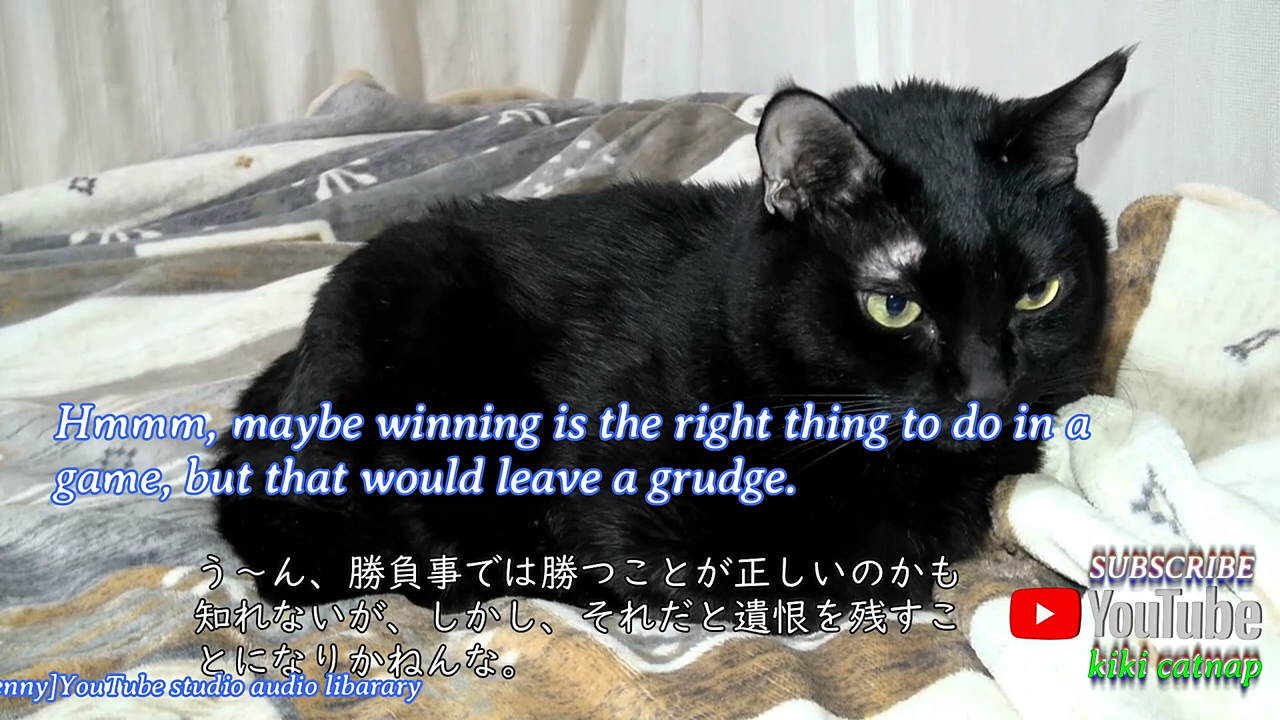 Hmmm, maybe winning is the right thing to do in a
game, but that would leave a grudge.
う～ん、勝負事では勝つことが正しいのかも
知れないが、しかし、それだと遺恨を残すこ
とになりかねんな。
enny]YouTube studio audio libarary
SUBSCRIBE
YouTube
kiki catnap